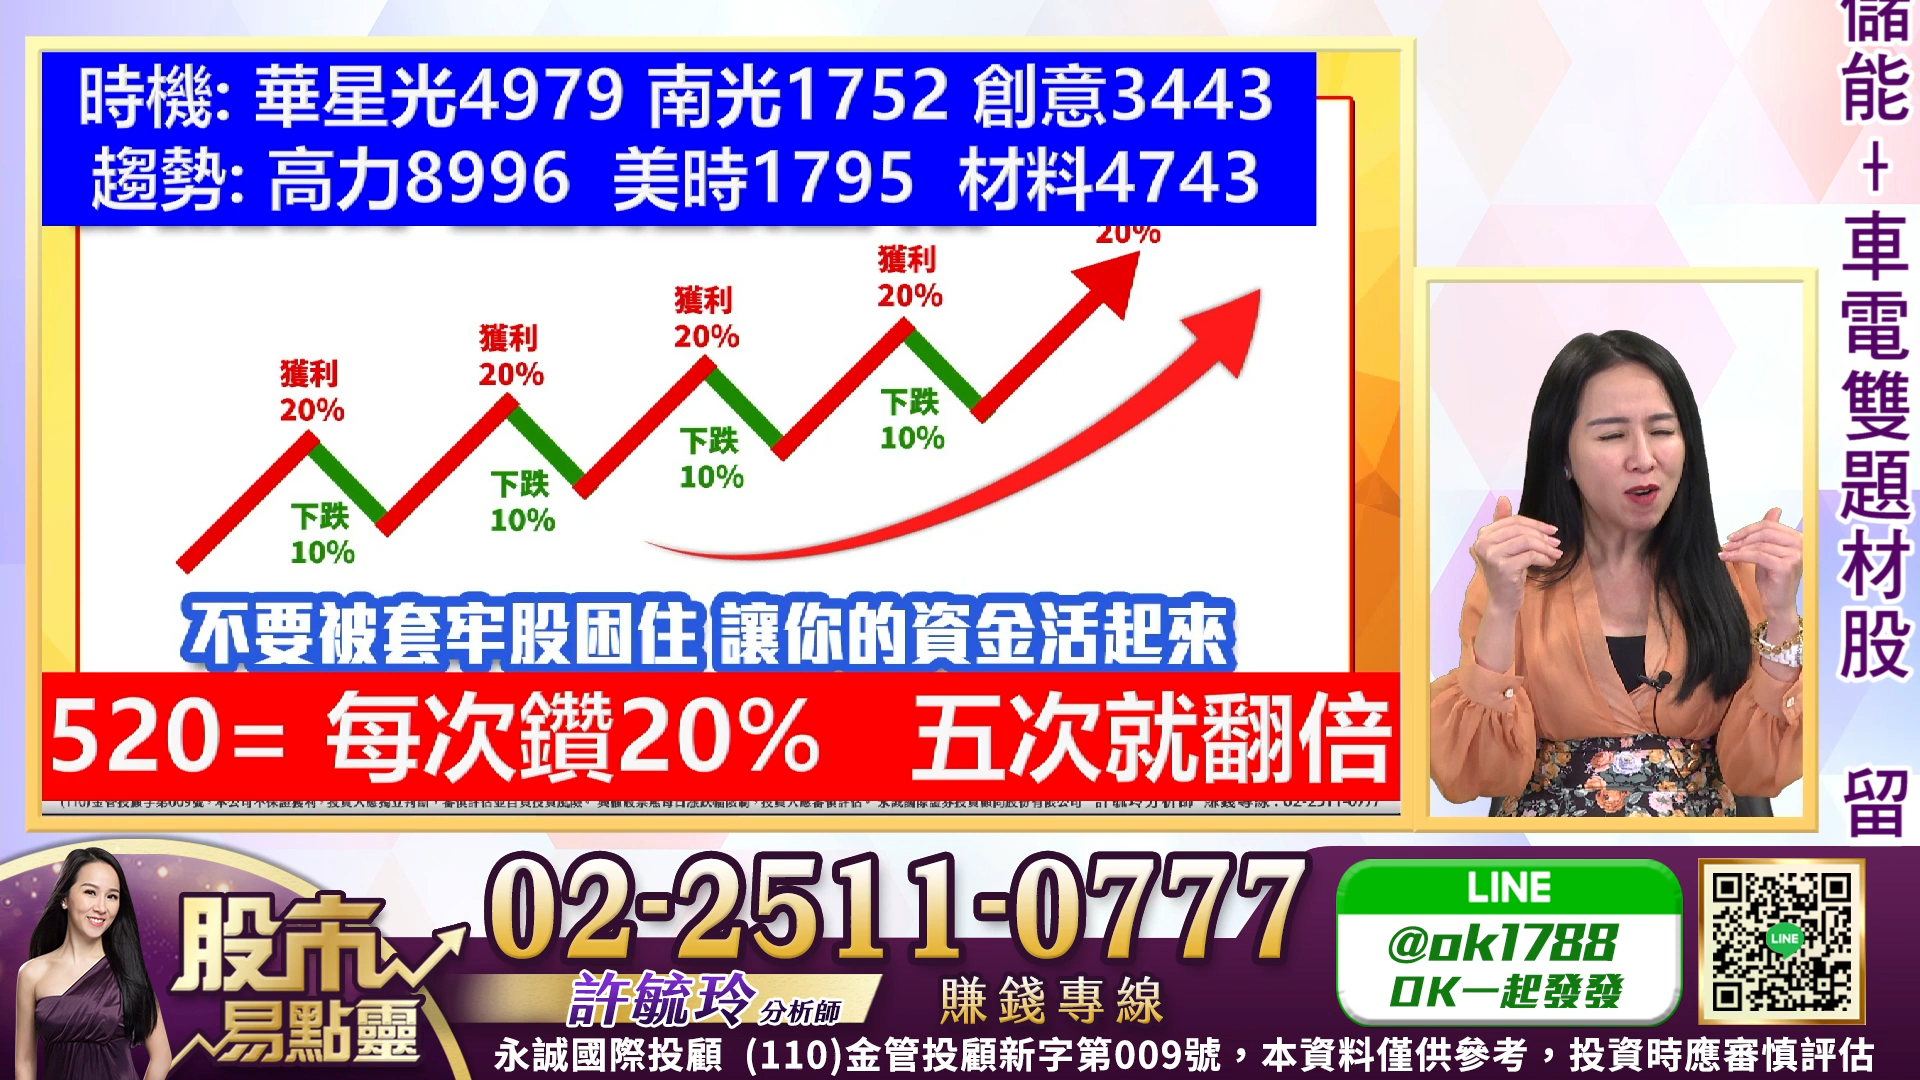 時機: 華星光4979 南光1752 創意3443
趨勢: 高力8996 美時1795 材料4743
20%
獲利
20%
獲利
20%
獲利
20%
獲利
20%
下跌
10%
下跌
10%
下跌
10%
下跌
10%
不要被套牢股困住 讓你的資金活起來
520= 每次鑽20% 五次就翻倍
儲能+車電雙題材股 留
股市易點靈
02-2511-0777
許毓玲分析師 賺錢專線
LINE
@ok1788
OK一起發發
LINE
永誠國際投顧 (110)金管投顧新字第009號,本資料僅供參考,投資時應審慎評估